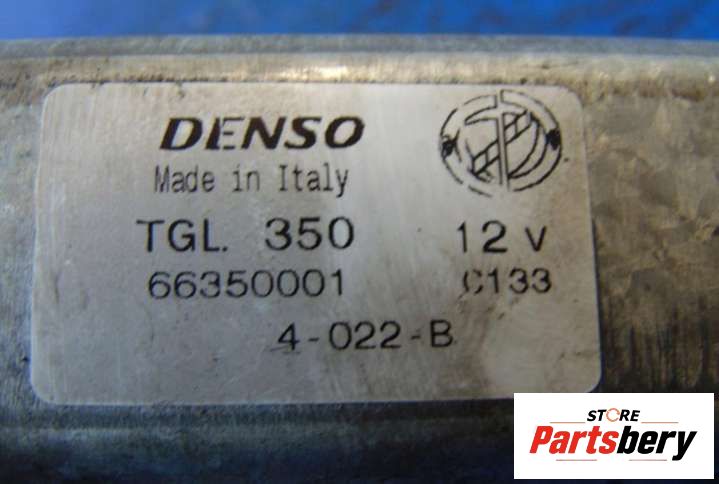 DENSO
Made in Italy
TGL. 350 12 V
66350001 C133
4-022-B
STORE
Partsbery